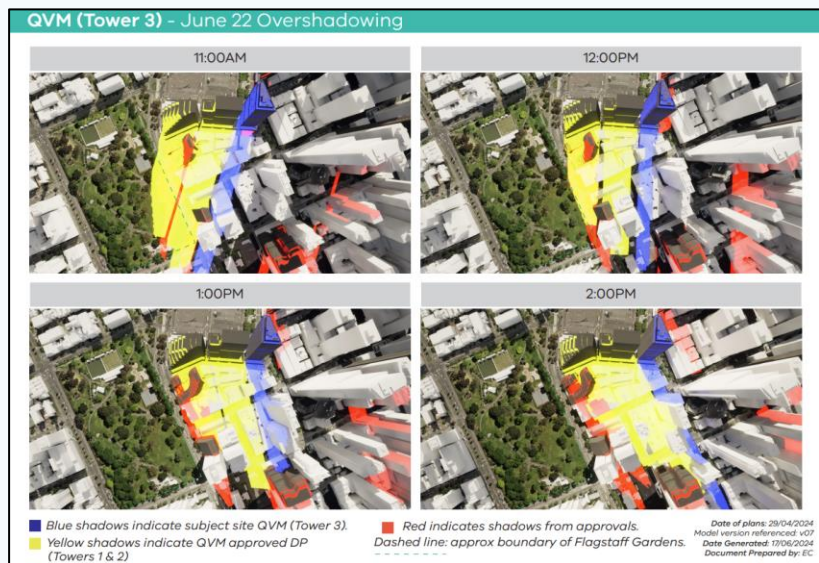 QVM (Tower 3) - June 22 Overshadowing
11:00AM
12:00PM
1:00PM
2:00PM
Blue shadows indicate subject site QVM (Tower 3).
Yellow shadows indicate QVM approved DP
(Towers 1 & 2)
Red indicates shadows from approvals.
Dashed line: approx boundary of Flagstaff Gardens.
Date of plans: 29/04/2024
Model version referenced: v07
Date Generated: 17/06/2024
Document Prepared by: EC